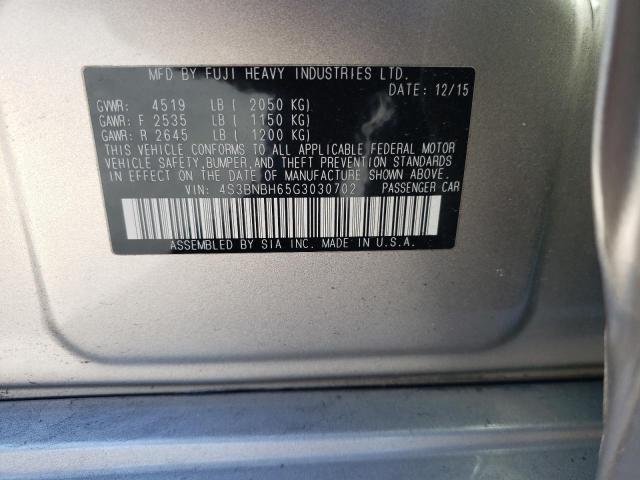 MFD BY FUJI HEAVY INDUSTRIES LTD.
DATE: 12/15
GVWR: 4519 LB ( 2050 KG)
GAWR: F 2535 LB ( 1150 KG)
GAWR: R 2645 LB ( 1200 KG)
THIS VEHICLE CONFORMS TO ALL APPLICABLE FEDERAL MOTOR
VEHICLE SAFETY, BUMPER, AND THEFT PREVENTION STANDARDS
IN EFFECT ON THE DATE OF MANUFACTURE SHOWN ABOVE.
VIN: 4S3BNBH65G3030702 PASSENGER CAR
ASSEMBLED BY SIA INC. MADE IN U.S.A.